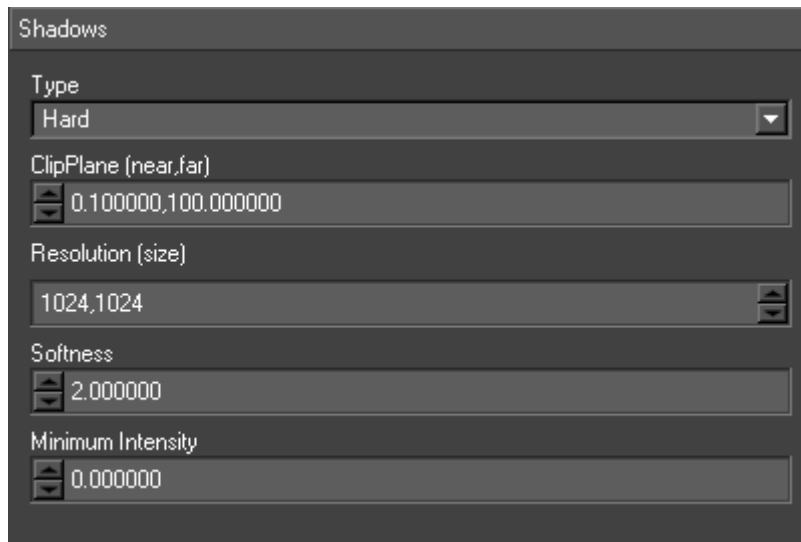 Shadows
Type
Hard
ClipPlane (near,far)
0.100000,100.000000
Resolution (size)
1024,1024
Softness
2.000000
Minimum Intensity
0.000000